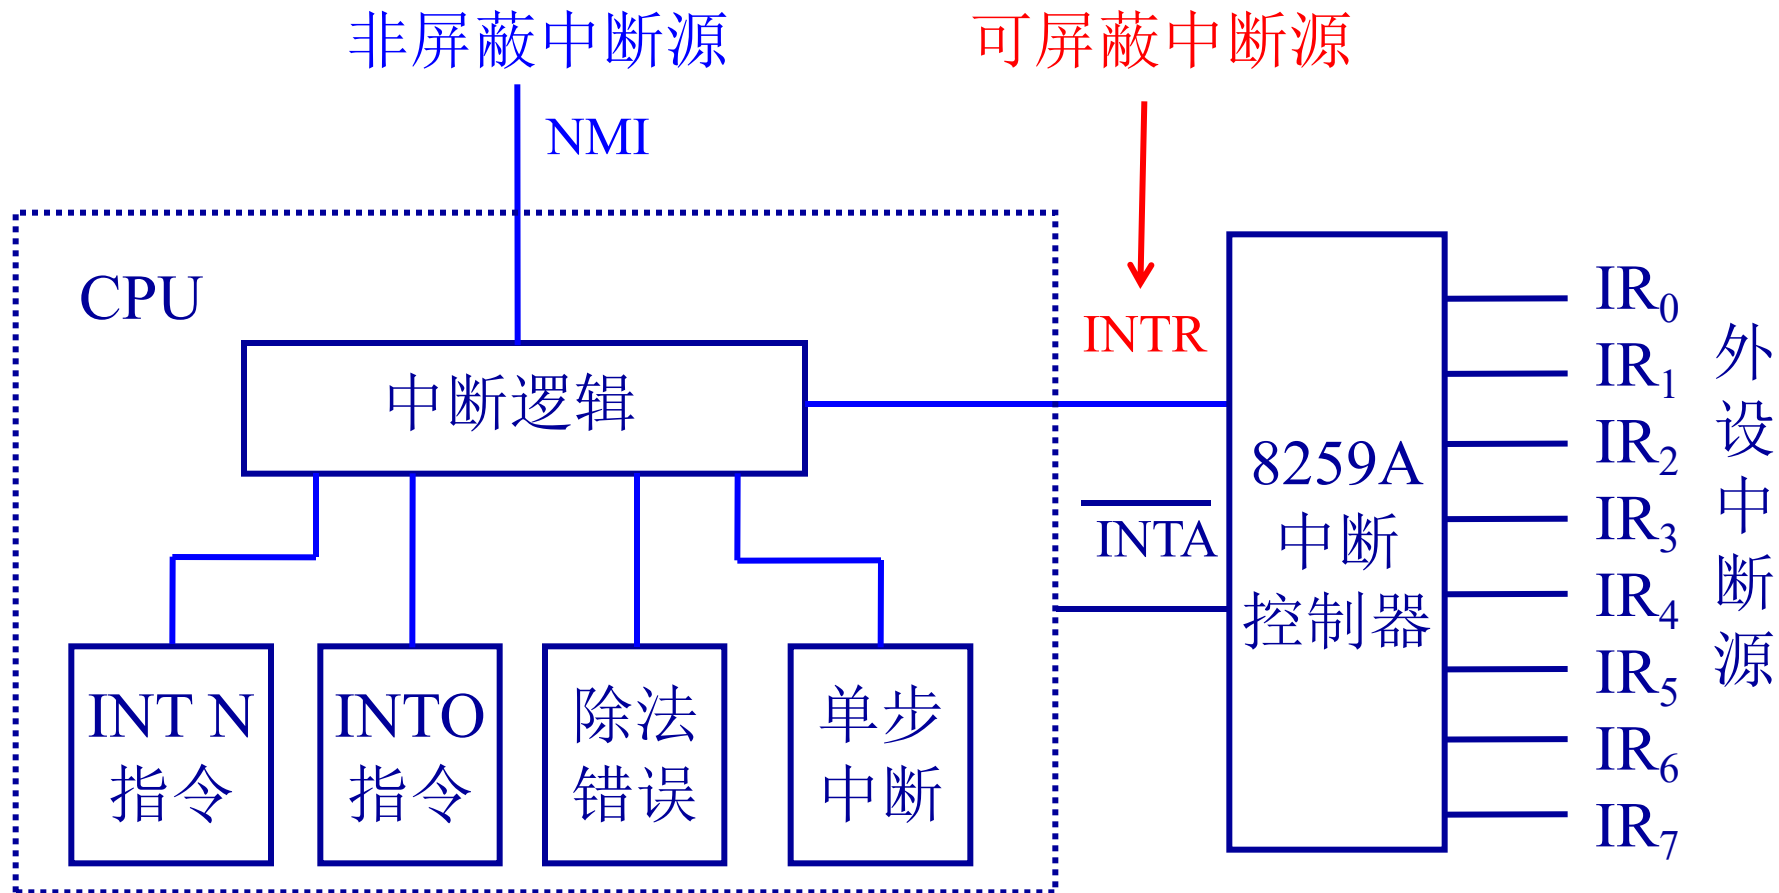 非屏蔽中断源
可屏蔽中断源
NMI
CPU
INTR
中断逻辑
INTA
8259A
中断
控制器
INT N
指令
INTO
指令
除法
错误
单步
中断
IR0
IR1
IR2
IR3
IR4
IR5
IR6
IR7
外设中断源